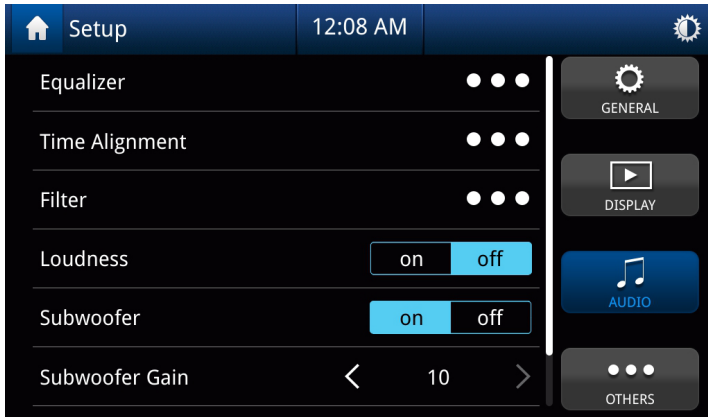 Setup 12:08 AM
Equalizer
Time Alignment
Filter
Loudness on off
Subwoofer on off
Subwoofer Gain 10
GENERAL
DISPLAY
AUDIO
OTHERS